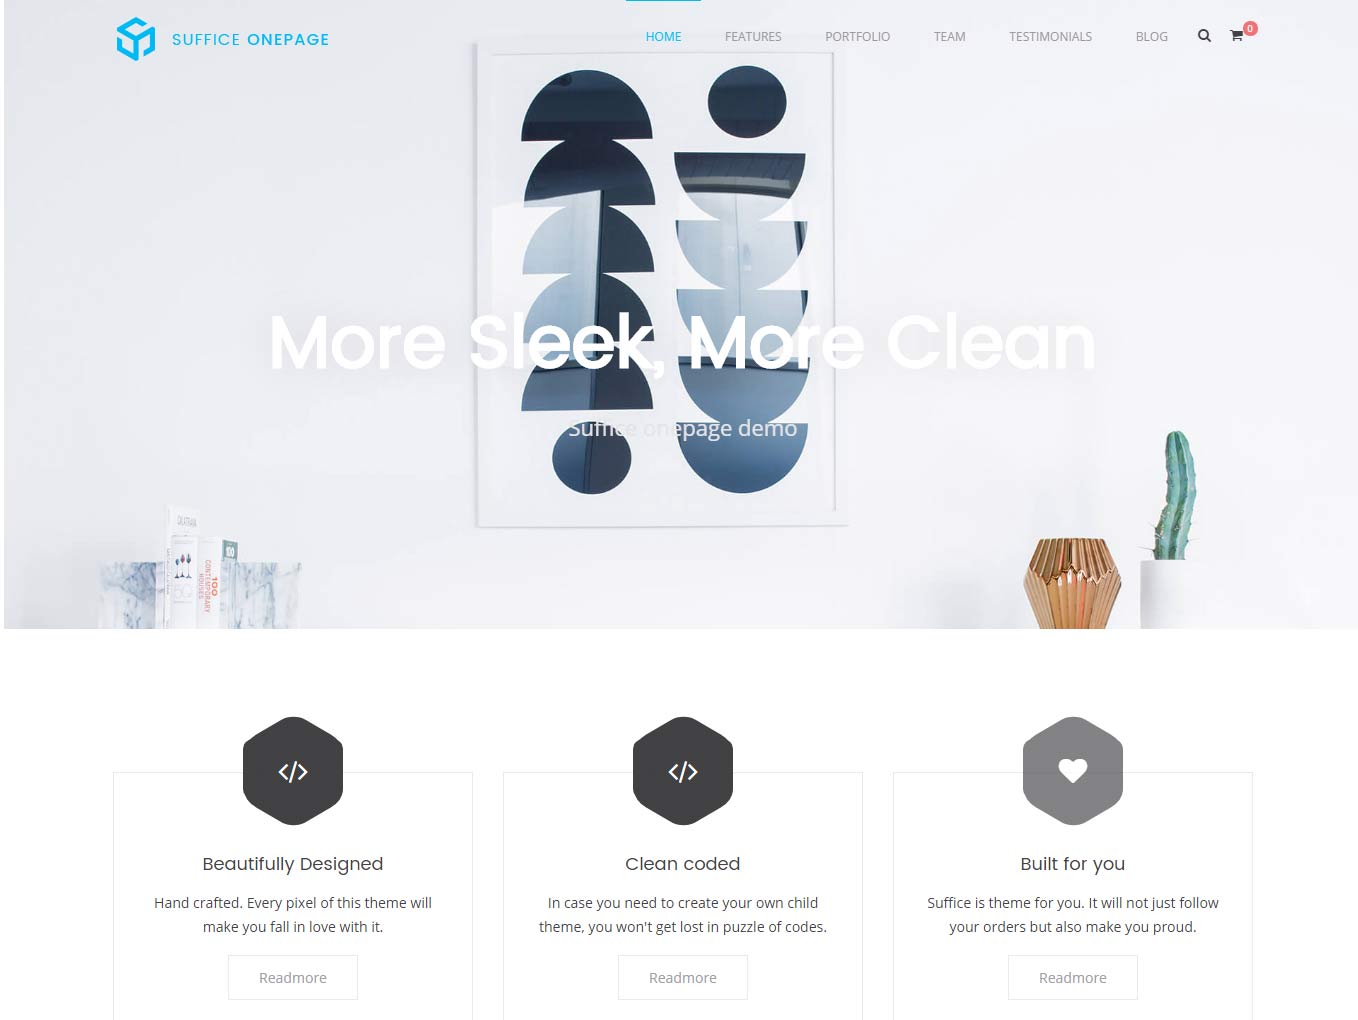 SUFFICE ONEPAGE
HOME FEATURES PORTFOLIO TEAM TESTIMONIALS BLOG 0
More Sleek, More Clean
Suffice onepage demo
100
100
CONTEMPORARY
HOUSES
Beautifully Designed
Hand crafted. Every pixel of this theme will
make you fall in love with it.
Readmore
Clean coded
In case you need to create your own child
theme, you won't get lost in puzzle of codes.
Readmore
Built for you
Suffice is theme for you. It will not just follow
your orders but also make you proud.
Readmore